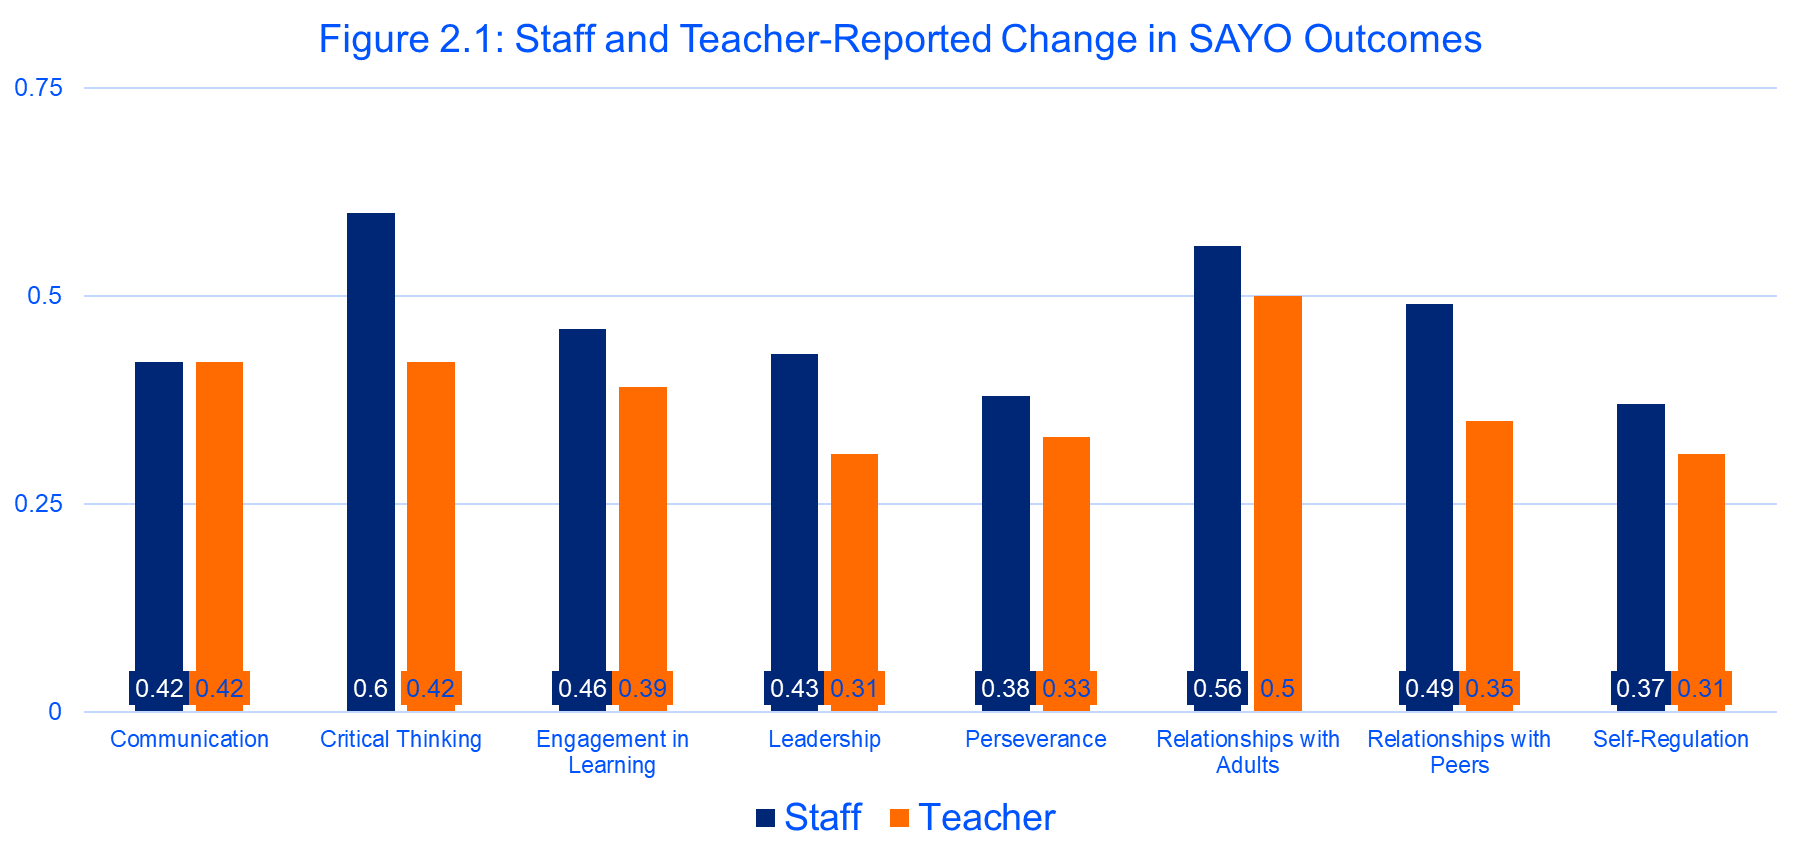 Figure 2.1: Staff and Teacher-Reported Change in SAYO Outcomes
0.75
0.5
0.25
0
0.42 0.42 0.6 0.42 0.46 0.39 0.43 0.31 0.38 0.33 0.56 0.5 0.49 0.35 0.37 0.31
Communication Critical Thinking Engagement in Leadership Perseverance Relationships with Relationships with Self-Regulation
Learning Adults Peers
Staff Teacher